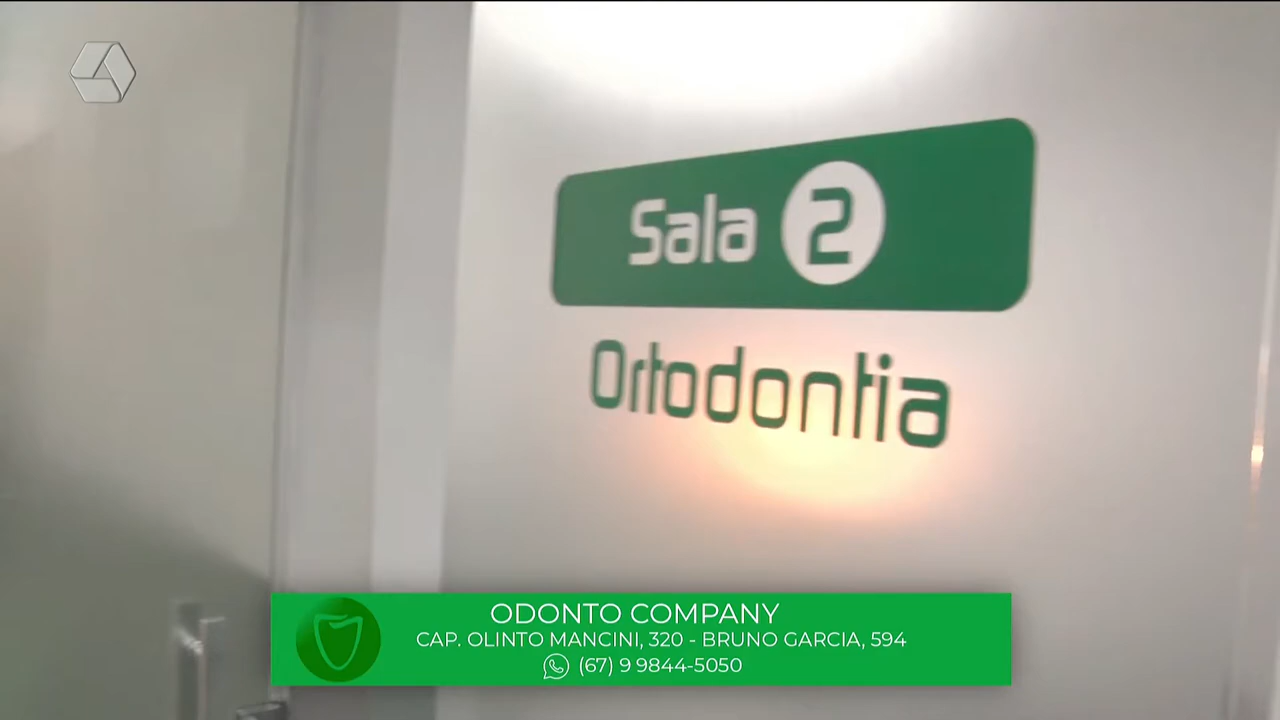 Sala 2
Ortodontia
ODONTO COMPANY
CAP. OLINTO MANCINI, 320 - BRUNO GARCIA, 594
(67) 9 9844-5050